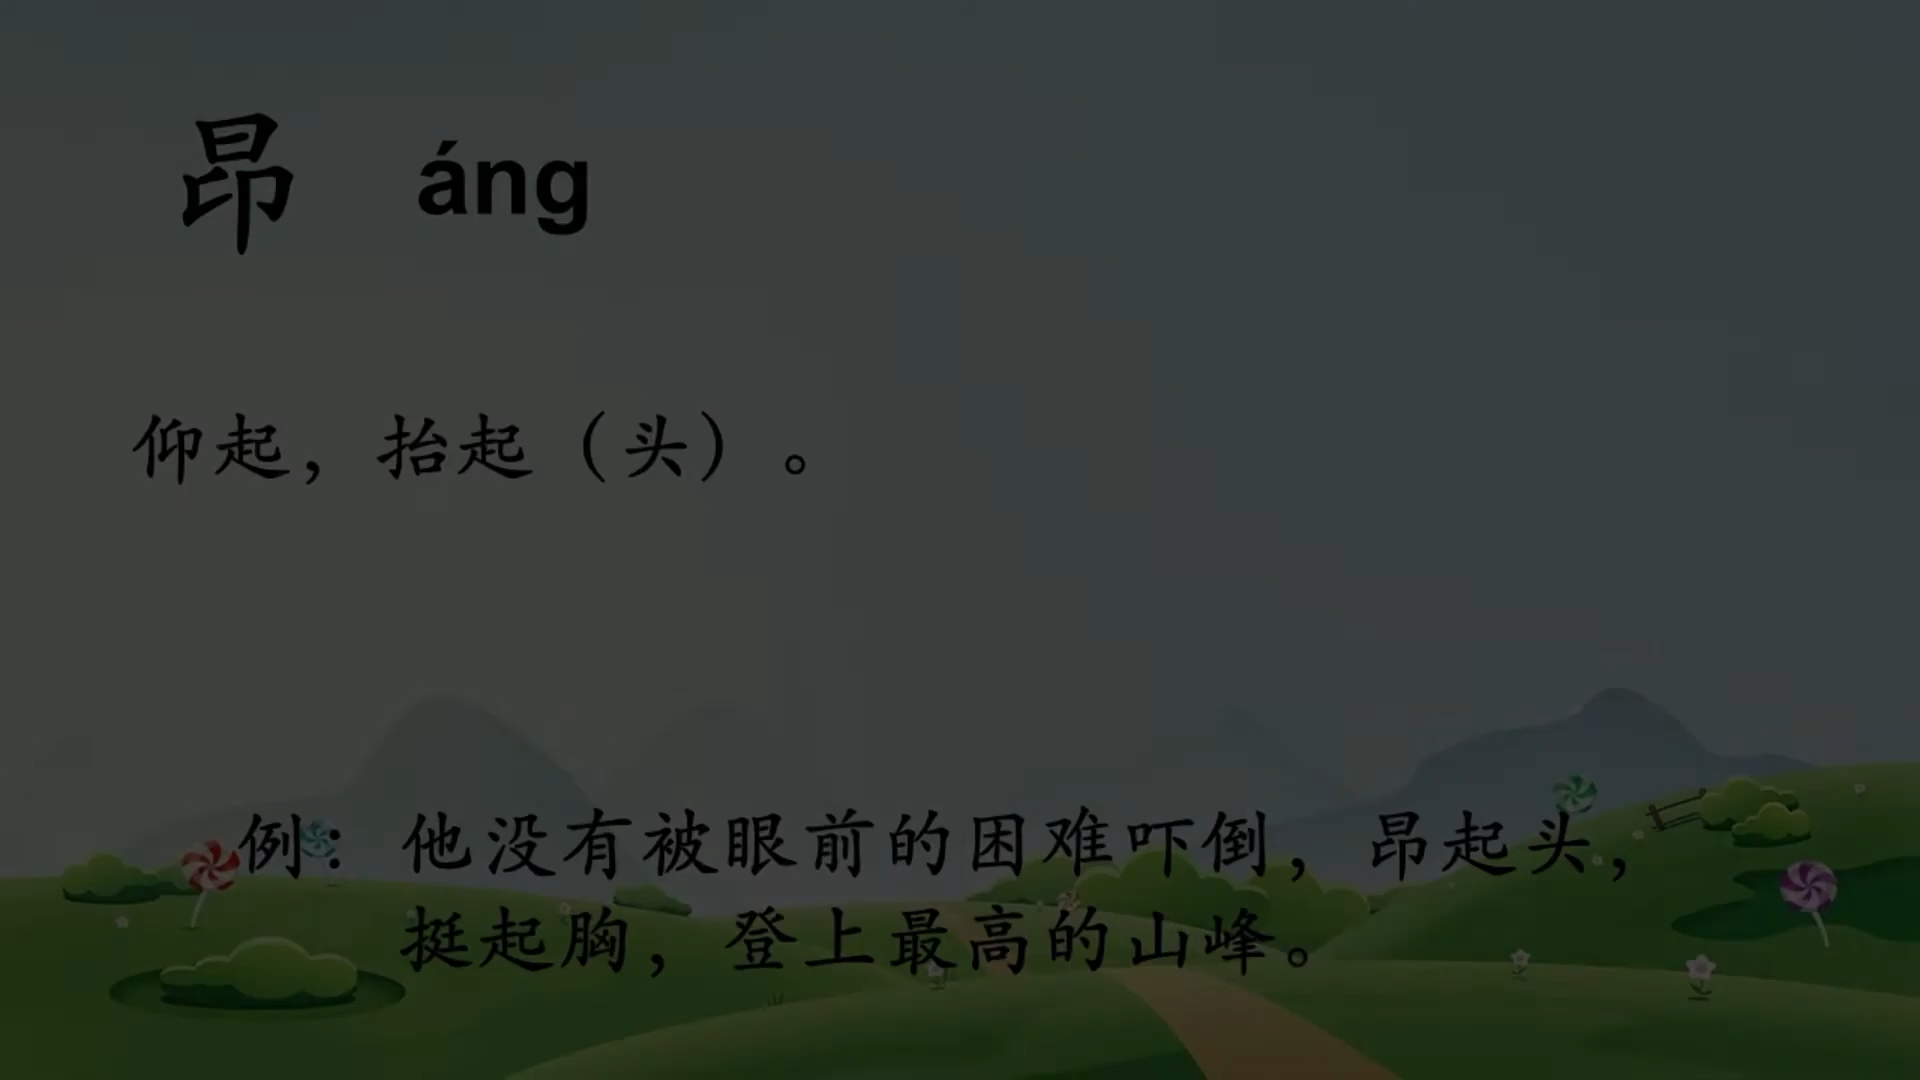 昂 áng
仰起，抬起（头）。
例：他没有被眼前的困难吓倒，昂起头，
挺起胸，登上最高的山峰。